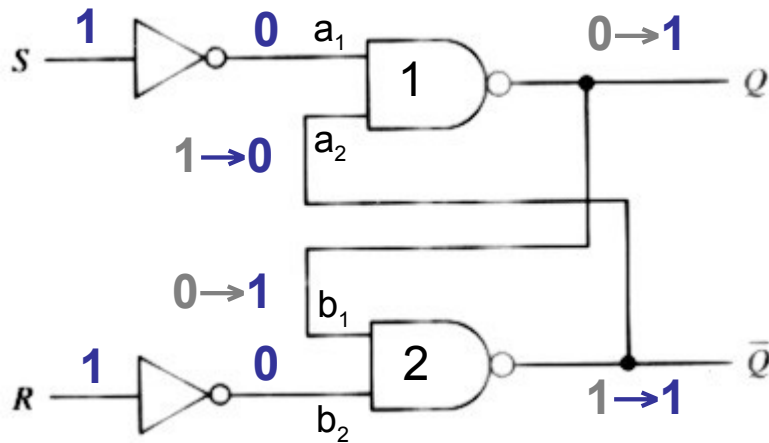 1 0 a₁ 0→1
S 1 Q
a₂
1→0
0→1
b₁
1 0 2 Q̅
R b₂ 1→1